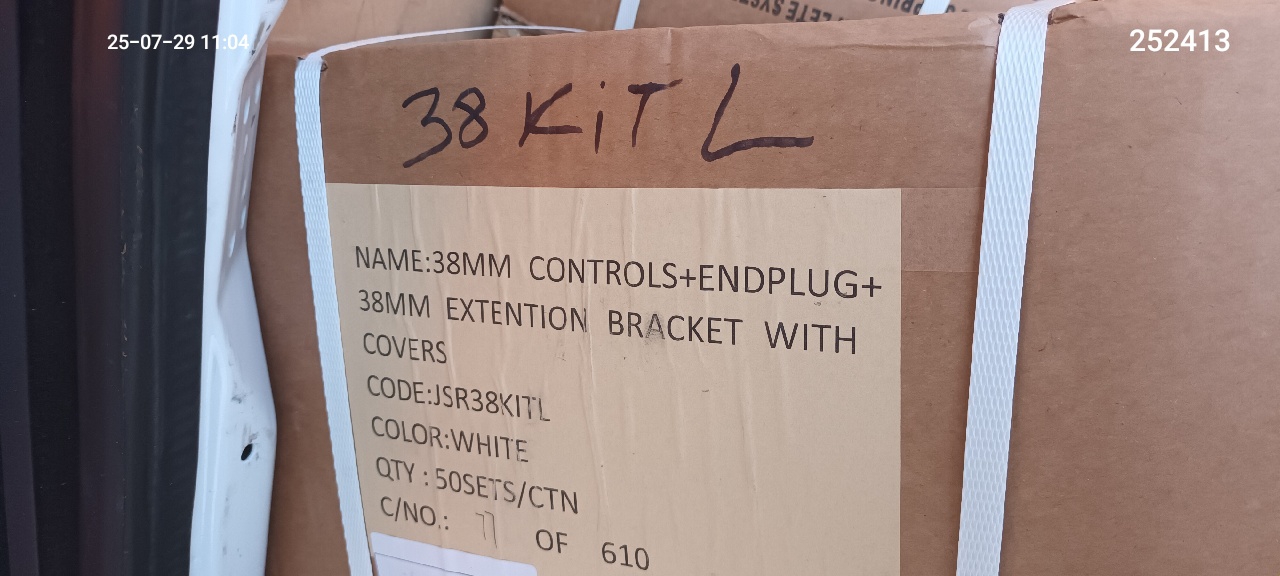 25-07-29 11:04
252413
38 KiT L
NAME:38MM CONTROLS+ENDPLUG+
38MM EXTENTION BRACKET WITH
COVERS
CODE:JSR38KITL
COLOR:WHITE
QTY : 50SETS/CTN
C/NO.: 77 OF 610